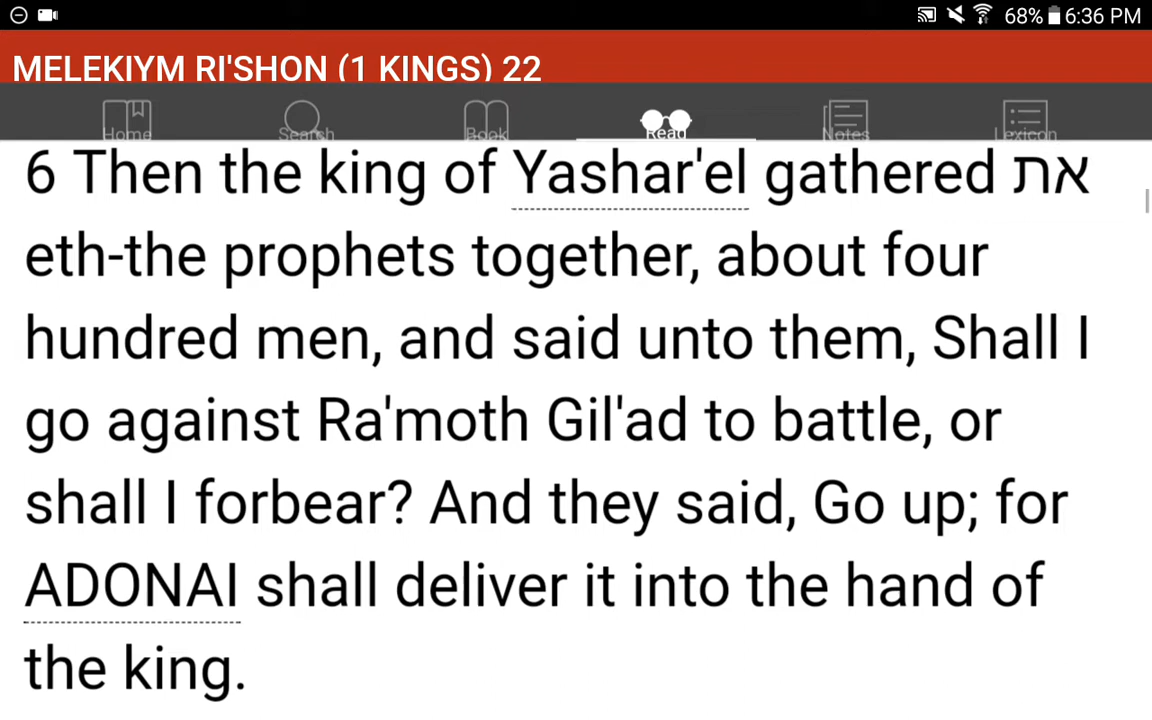 68% 6:36 PM
MELEKIYM RI'SHON (1 KINGS) 22
Home Search Book Read Notes Lexicon
6 Then the king of Yashar'el gathered את
eth-the prophets together, about four
hundred men, and said unto them, Shall I
go against Ra'moth Gil'ad to battle, or
shall I forbear? And they said, Go up; for
ADONAI shall deliver it into the hand of
the king.